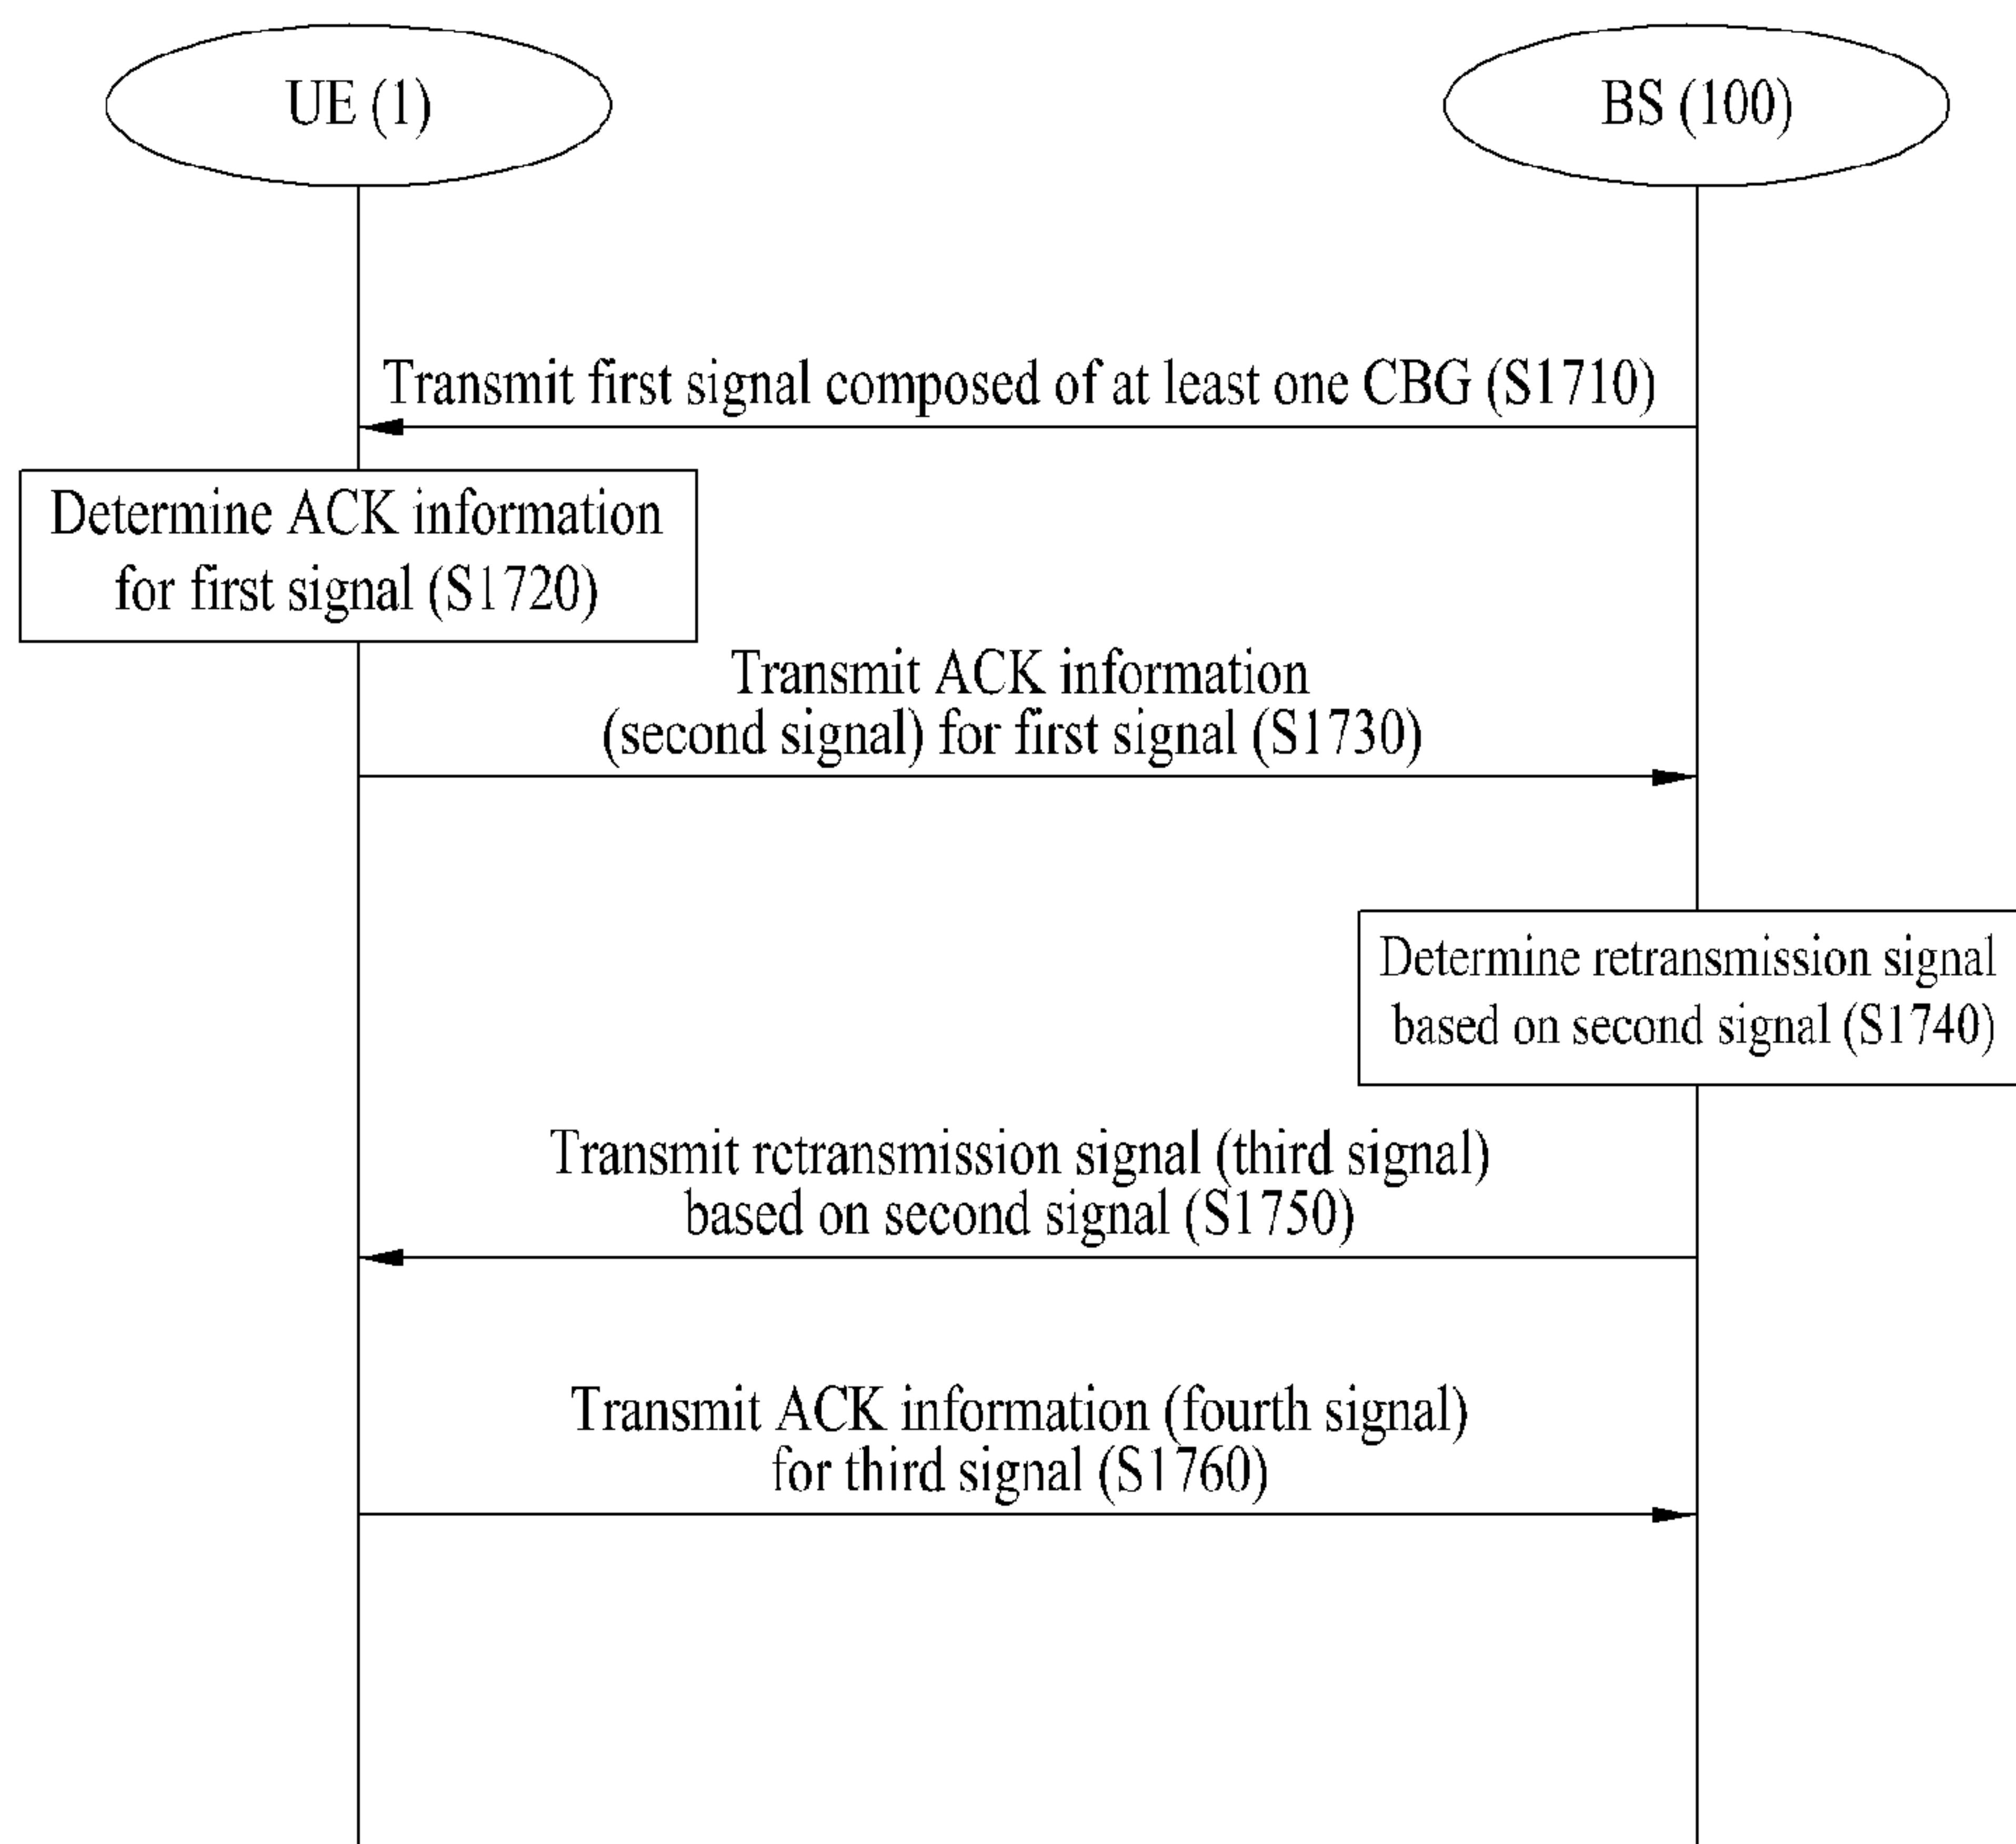 UE (1)
BS (100)
Transmit first signal composed of at least one CBG (S1710)
Determine ACK information
for first signal (S1720)
Transmit ACK information
(second signal) for first signal (S1730)
Determine retransmission signal
based on second signal (S1740)
Transmit retransmission signal (third signal)
based on second signal (S1750)
Transmit ACK information (fourth signal)
for third signal (S1760)